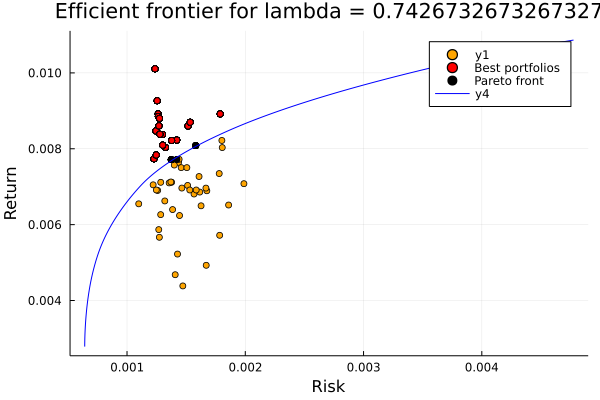 Efficient frontier for lambda = 0.7426732673267327
y1
Best portfolios
Pareto front
y4
0.010
0.008
0.006
0.004
Return
0.001
0.002
0.003
0.004
Risk